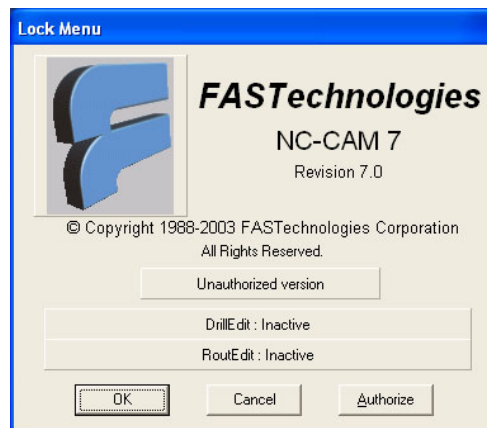 Lock Menu
FASTechnologies
NC-CAM 7
Revision 7.0
© Copyright 1988-2003 FASTechnologies Corporation
All Rights Reserved.
Unauthorized version
DrillEdit : Inactive
RoutEdit : Inactive
OK Cancel Authorize